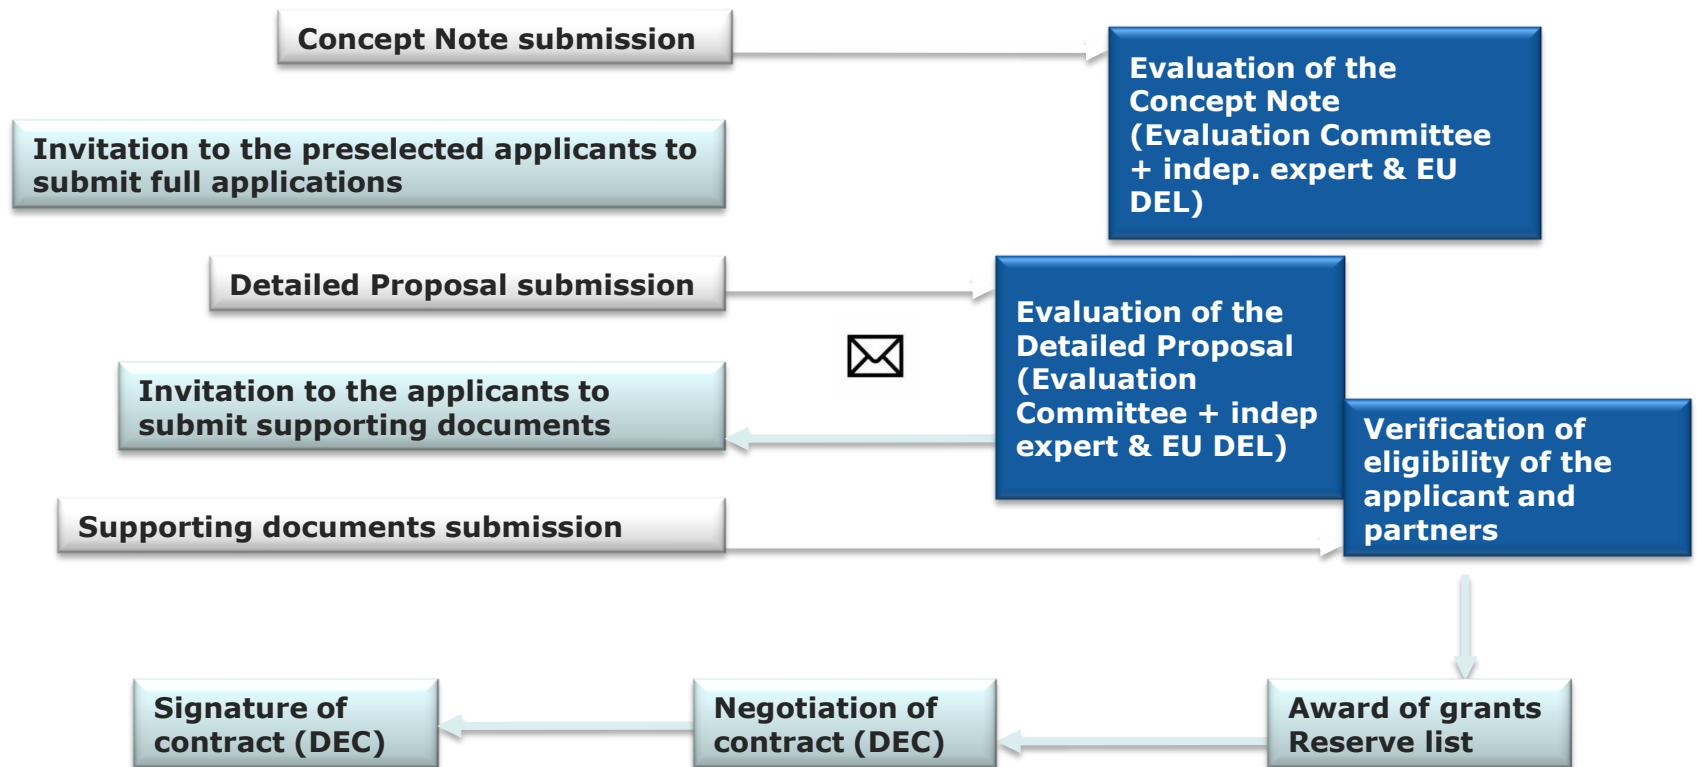 Concept Note submission
Evaluation of the
Concept Note
(Evaluation Committee
+ indep. expert & EU
DEL)
Invitation to the preselected applicants to
submit full applications
Detailed Proposal submission
Evaluation of the
Detailed Proposal
(Evaluation
Committee + indep
expert & EU DEL)
Invitation to the applicants to
submit supporting documents
Verification of
eligibility of the
applicant and
partners
Supporting documents submission
Signature of
contract (DEC)
Negotiation of
contract (DEC)
Award of grants
Reserve list